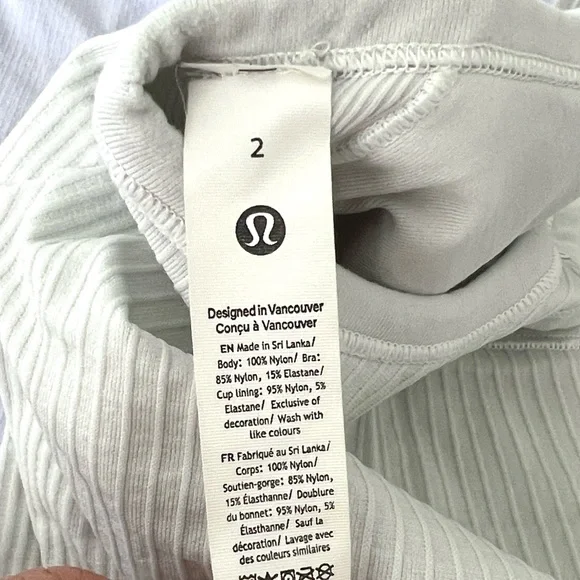 2
Designed in Vancouver
Conçu à Vancouver
EN Made in Sri Lanka/
Body: 100% Nylon/ Bra:
85% Nylon, 15% Elastane/
Cup lining: 95% Nylon, 5%
Elastane/ Exclusive of
decoration/ Wash with
like colours
FR Fabriqué au Sri Lanka/
Corps: 100% Nylon/
Soutien-gorge: 85% Nylon,
15% Élasthanne/ Doublure
du bonnet: 95% Nylon, 5%
Élasthanne/ Sauf la
décoration/ Lavage avec
des couleurs similaires